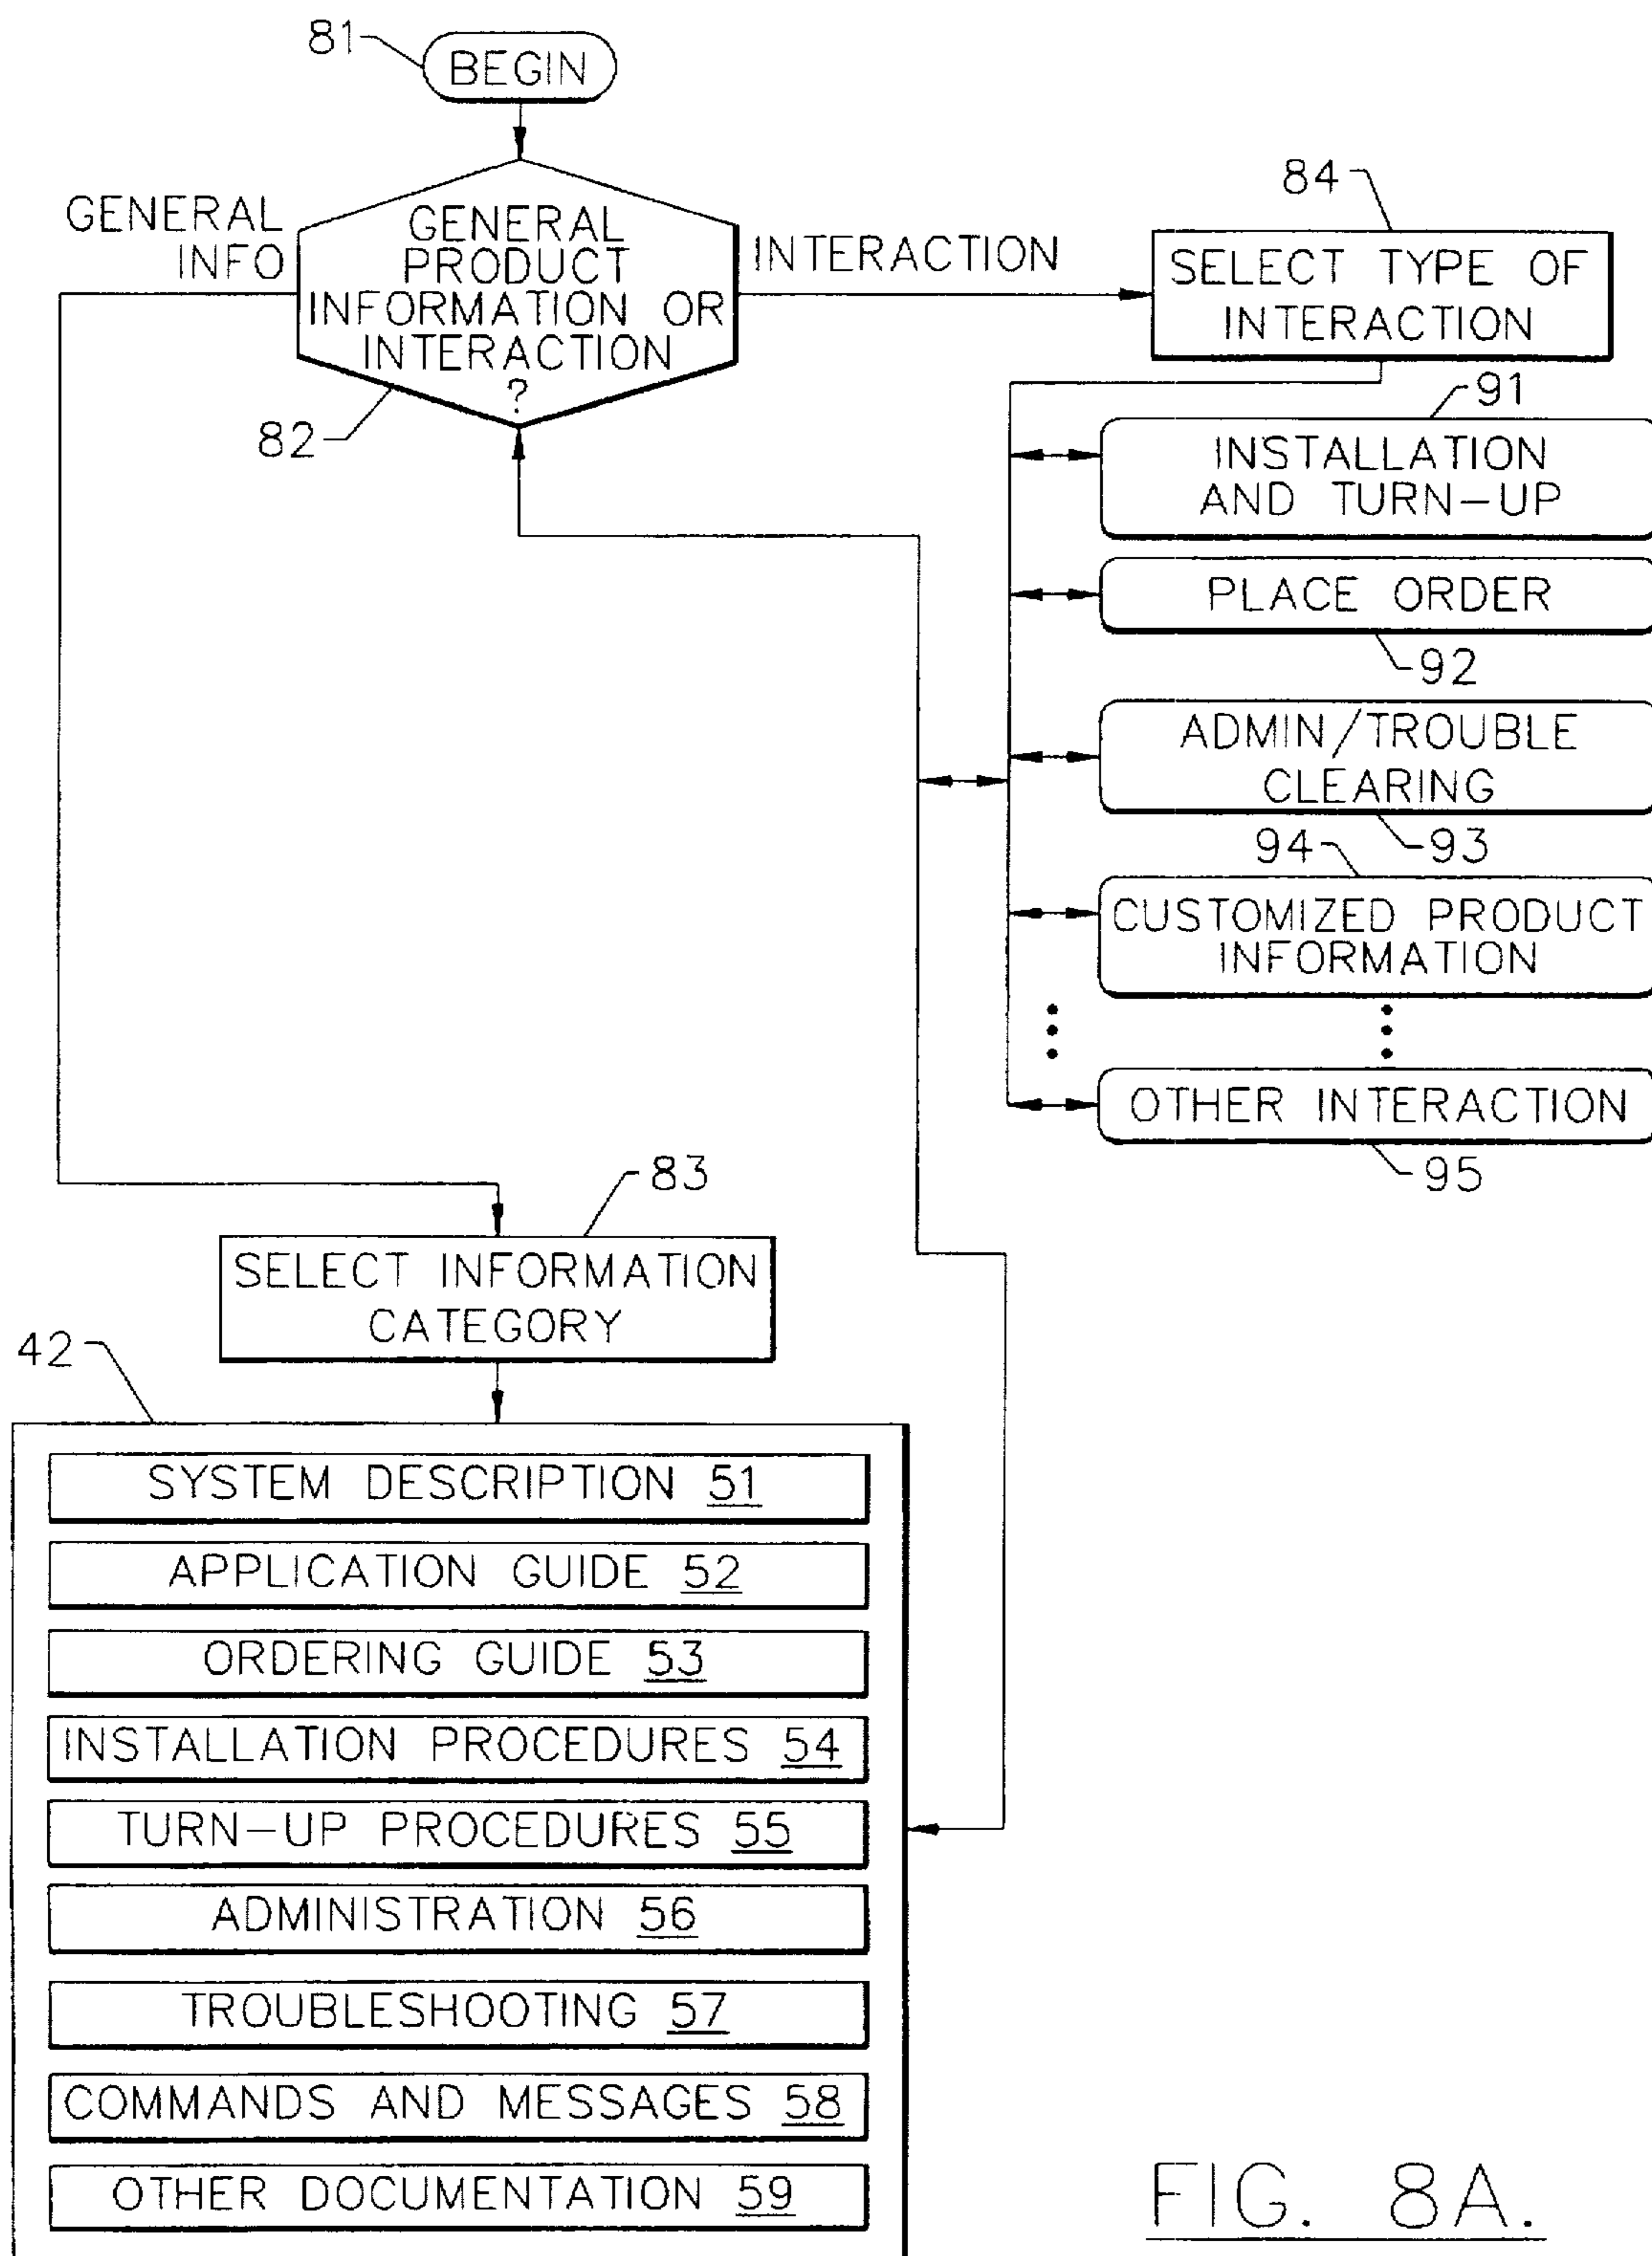 81
BEGIN
GENERAL
INFO
GENERAL
PRODUCT
INFORMATION OR
INTERACTION
?
82
INTERACTION
84
SELECT TYPE OF
INTERACTION
91
INSTALLATION
AND TURN-UP
PLACE ORDER
92
ADMIN/TROUBLE
CLEARING
93
94
CUSTOMIZED PRODUCT
INFORMATION
OTHER INTERACTION
95
83
SELECT INFORMATION
CATEGORY
42
SYSTEM DESCRIPTION 51
APPLICATION GUIDE 52
ORDERING GUIDE 53
INSTALLATION PROCEDURES 54
TURN-UP PROCEDURES 55
ADMINISTRATION 56
TROUBLESHOOTING 57
COMMANDS AND MESSAGES 58
OTHER DOCUMENTATION 59
FIG. 8A.